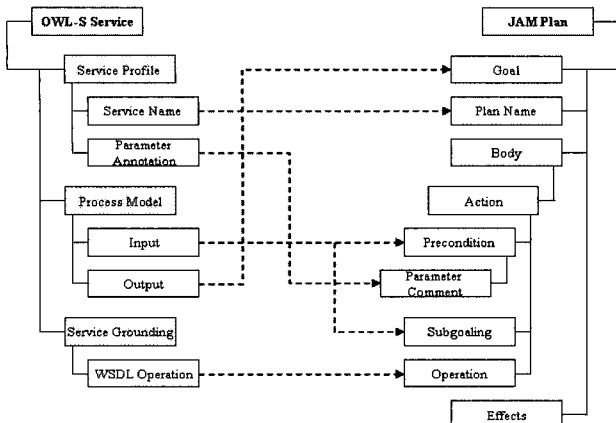 OWL-S Service
JAM Plan
Service Profile
Goal
Service Name
Plan Name
Parameter
Annotation
Body
Process Model
Action
Input
Precondition
Output
Parameter
Comment
Service Grounding
Subgoaling
WSDL Operation
Operation
Effects